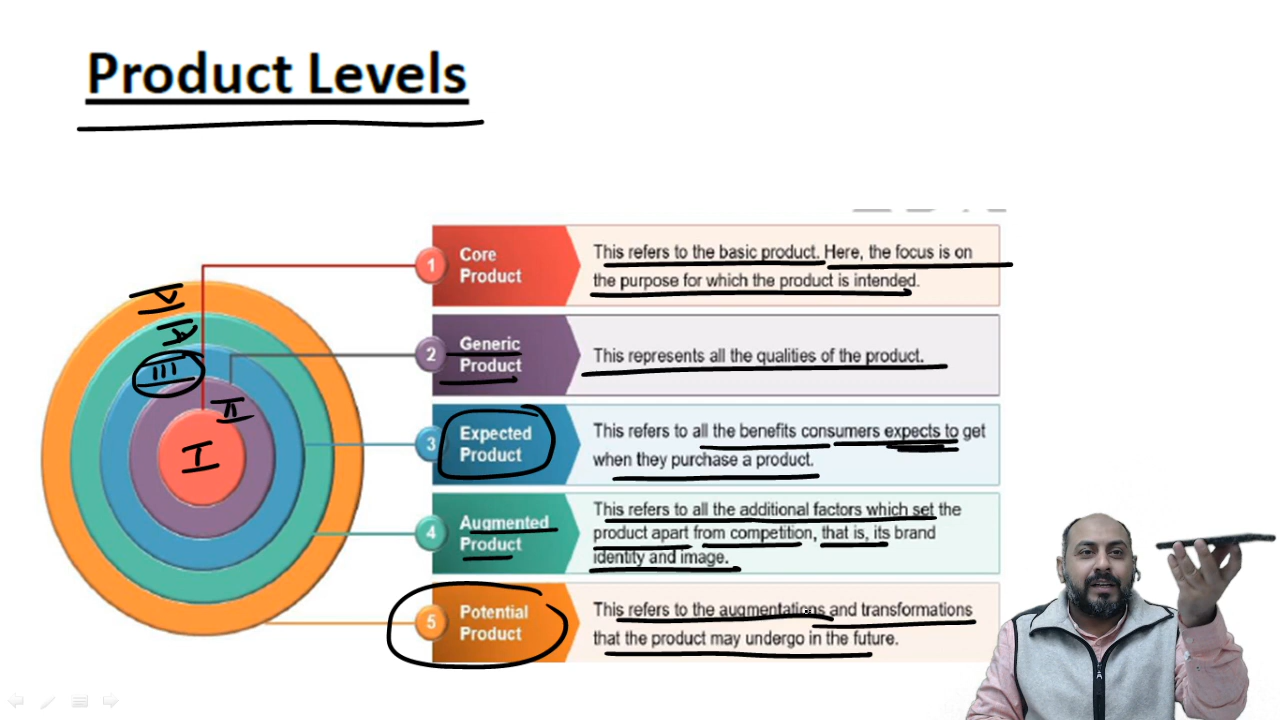 Product Levels
1
Core
Product
This refers to the basic product. Here, the focus is on
the purpose for which the product is intended.
2
Generic
Product
This represents all the qualities of the product.
3
Expected
Product
This refers to all the benefits consumers expects to get
when they purchase a product.
4
Augmented
Product
This refers to all the additional factors which set the
product apart from competition, that is, its brand
identity and image.
5
Potential
Product
This refers to the augmentations and transformations
that the product may undergo in the future.
V
IV
III
II
I